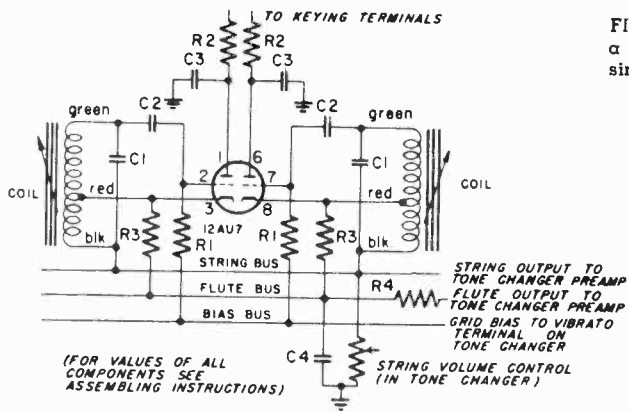 TO KEYING TERMINALS
FI
a
sin
R2
R2
C3
C3
green
C2
C2
green
1
6
C1
C1
2
7
COIL
red
3
8
red
COIL
12AU7
blk
R3
R1
R1
R3
blk
STRING BUS
STRING OUTPUT TO
TONE CHANGER PREAMP
R4
FLUTE BUS
FLUTE OUTPUT TO
TONE CHANGER PREAMP
BIAS BUS
GRID BIAS TO VIBRATO
TERMINAL ON
TONE CHANGER
C4
(FOR VALUES OF ALL
COMPONENTS SEE
ASSEMBLING INSTRUCTIONS)
STRING VOLUME CONTROL
(IN TONE CHANGER)